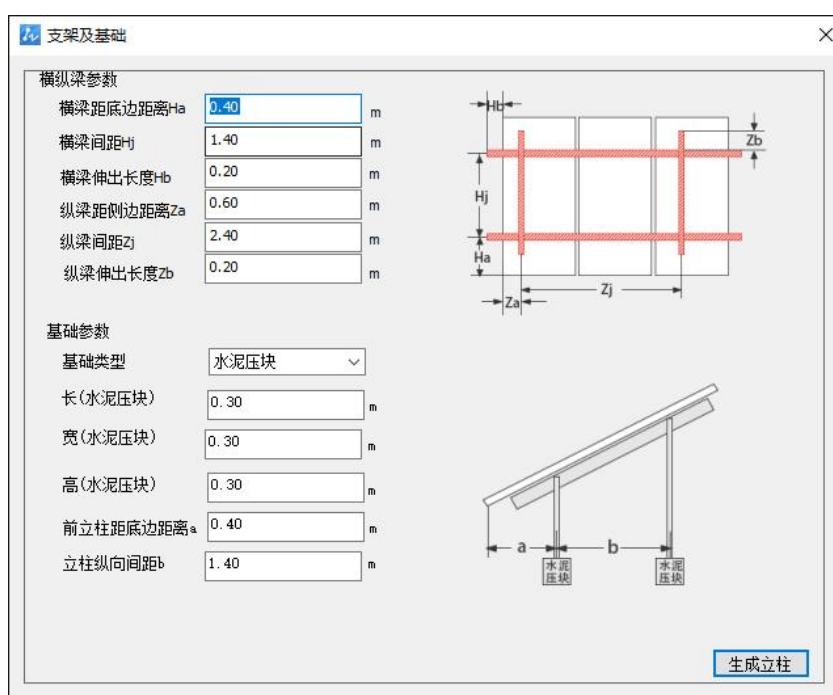 支架及基础
横纵梁参数
横梁距底边距离Ha 0.40 m
横梁间距Hj 1.40 m
横梁伸出长度Hb 0.20 m
纵梁距侧边距离Za 0.60 m
纵梁间距Zj 2.40 m
纵梁伸出长度Zb 0.20 m
Hb
Zb
Hj
Ha
Zj
Za
基础参数
基础类型 水泥压块
长(水泥压块) 0.30 m
宽(水泥压块) 0.30 m
高(水泥压块) 0.30 m
前立柱距底边距离a 0.40 m
立柱纵向间距b 1.40 m
a b
水泥 水泥
压块 压块
生成立柱